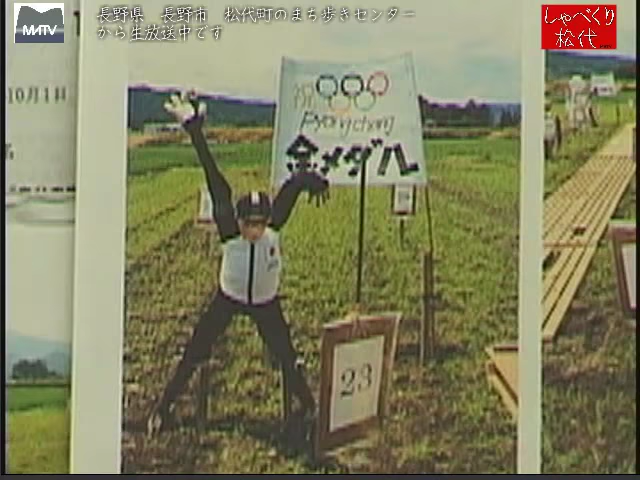 MATV
長野県 長野市 松代町のまち歩きセンター
から生放送中です
しゃべくり
松代
10月1日
祝
Pyongchang
金メダル
23